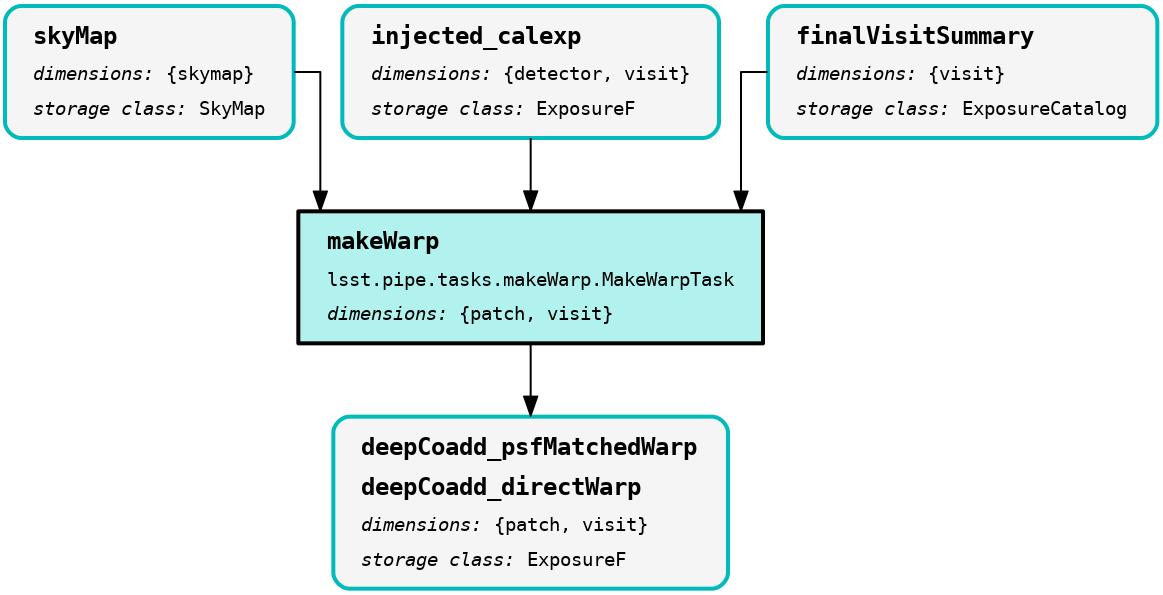 skyMap
dimensions: {skymap}
storage class: SkyMap
injected_calexp
dimensions: {detector, visit}
storage class: ExposureF
finalVisitSummary
dimensions: {visit}
storage class: ExposureCatalog
makeWarp
lsst.pipe.tasks.makeWarp.MakeWarpTask
dimensions: {patch, visit}
deepCoadd_psfMatchedWarp
deepCoadd_directWarp
dimensions: {patch, visit}
storage class: ExposureF